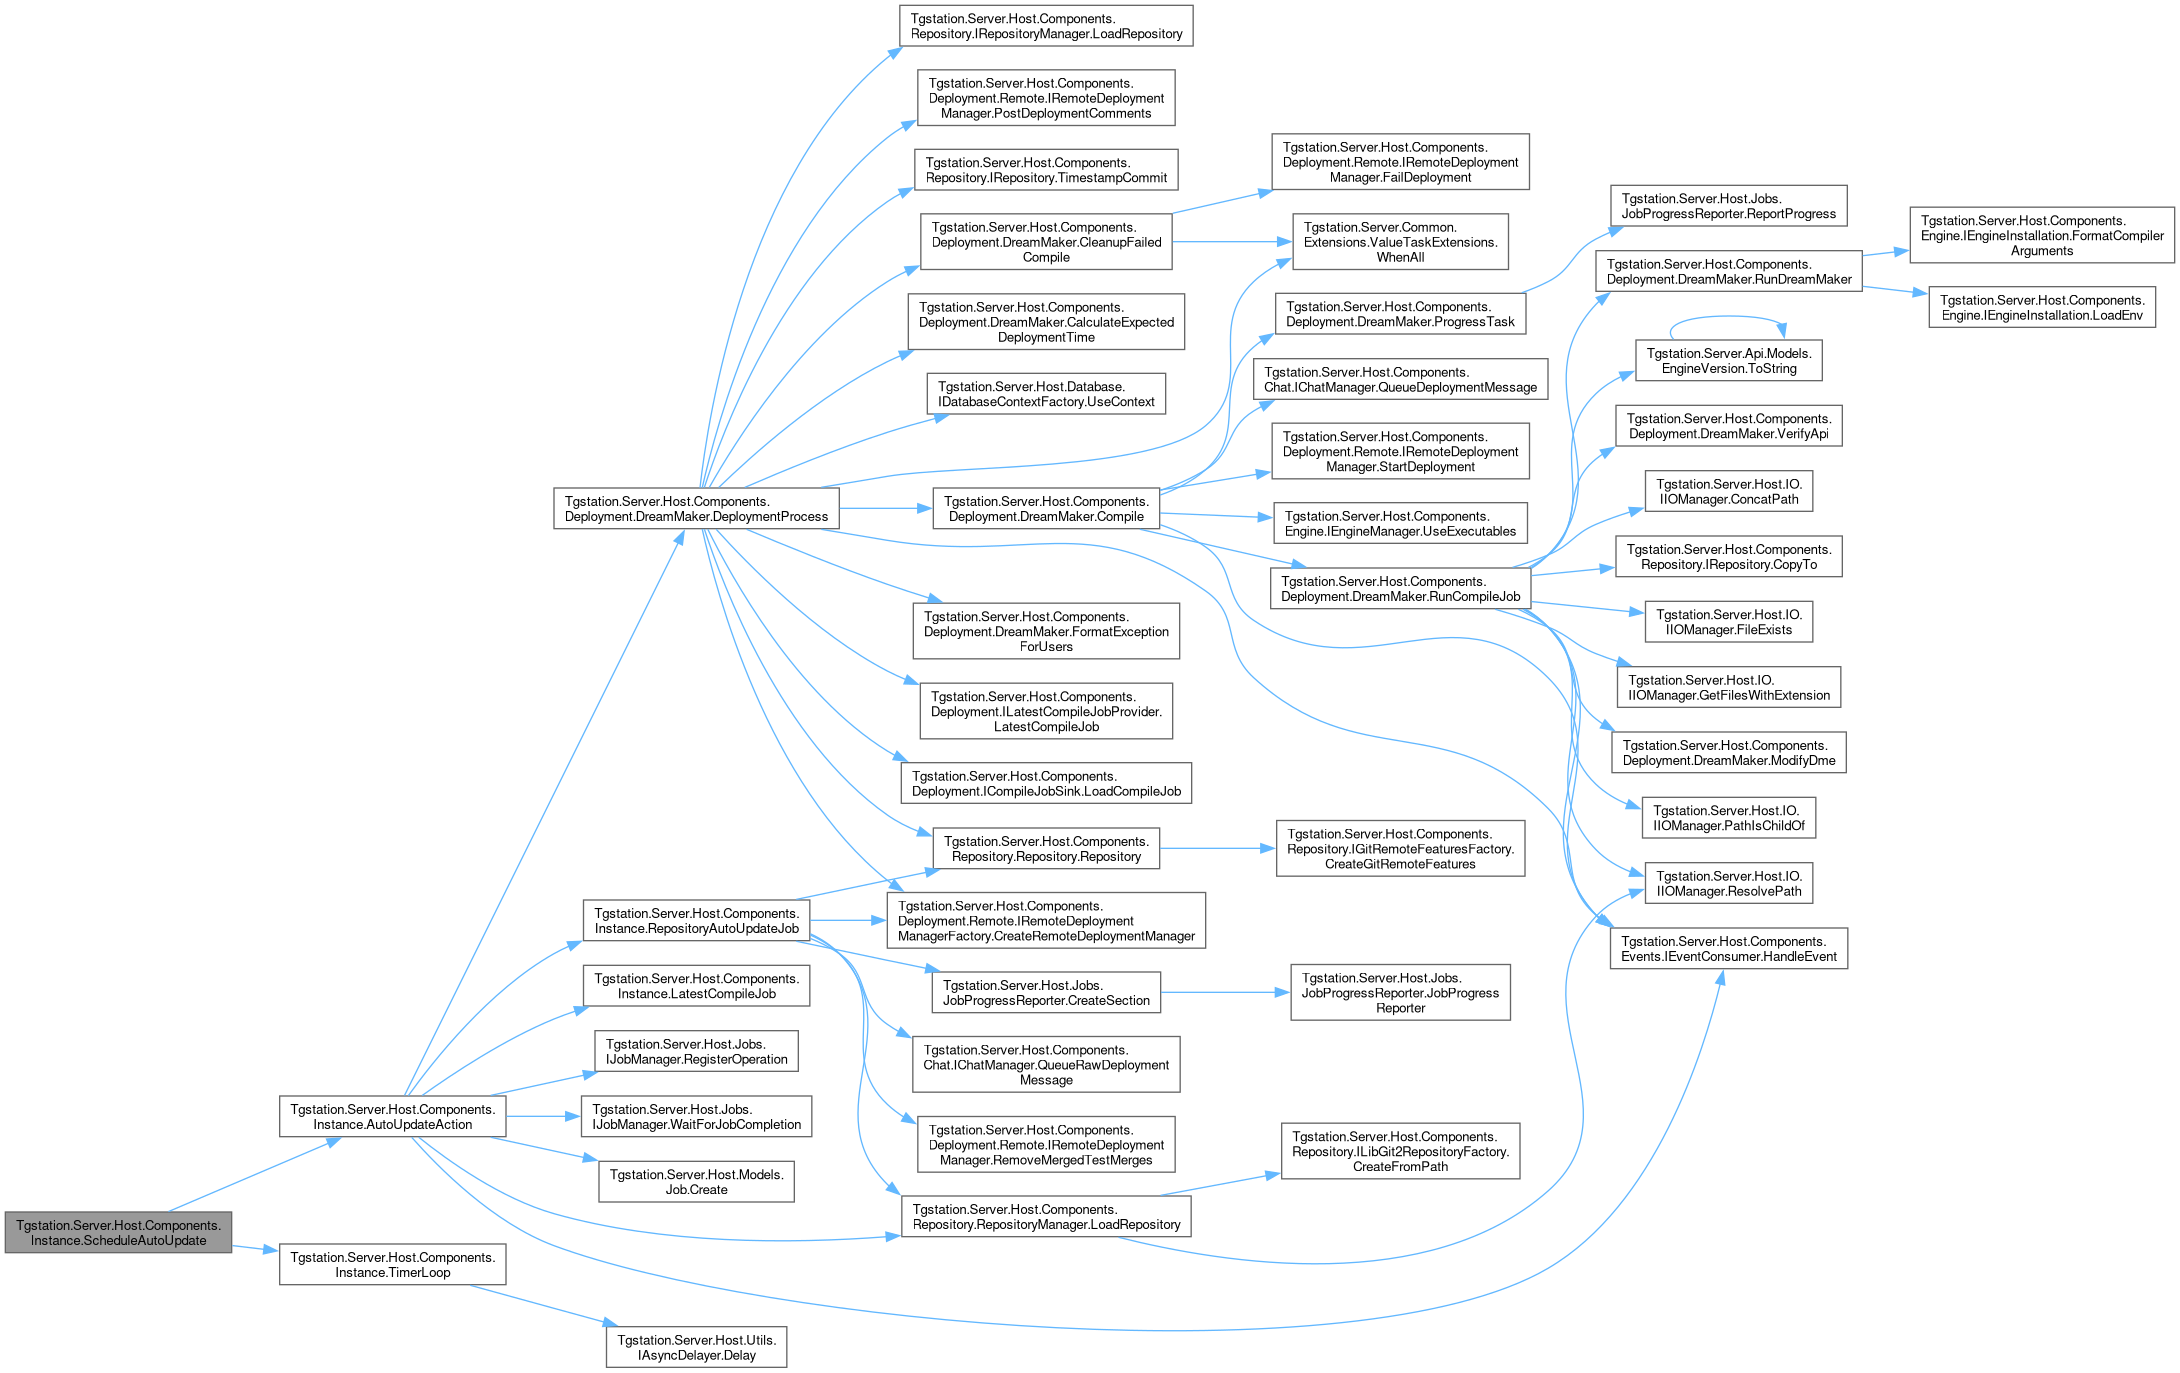 Tgstation.Server.Host.Components.
Instance.ScheduleAutoUpdate
Tgstation.Server.Host.Components.
Instance.AutoUpdateAction
Tgstation.Server.Host.Components.
Instance.TimerLoop
Tgstation.Server.Host.Components.
Deployment.DreamMaker.DeploymentProcess
Tgstation.Server.Host.Components.
Instance.RepositoryAutoUpdateJob
Tgstation.Server.Host.Components.
Instance.LatestCompileJob
Tgstation.Server.Host.Jobs.
IJobManager.RegisterOperation
Tgstation.Server.Host.Jobs.
IJobManager.WaitForJobCompletion
Tgstation.Server.Host.Models.
Job.Create
Tgstation.Server.Host.Utils.
IAsyncDelayer.Delay
Tgstation.Server.Host.Components.
Repository.IRepositoryManager.LoadRepository
Tgstation.Server.Host.Components.
Deployment.Remote.IRemoteDeployment
Manager.PostDeploymentComments
Tgstation.Server.Host.Components.
Repository.IRepository.TimestampCommit
Tgstation.Server.Host.Components.
Deployment.DreamMaker.CleanupFailed
Compile
Tgstation.Server.Host.Components.
Deployment.DreamMaker.CalculateExpected
DeploymentTime
Tgstation.Server.Host.Database.
IDatabaseContextFactory.UseContext
Tgstation.Server.Host.Components.
Deployment.DreamMaker.Compile
Tgstation.Server.Host.Components.
Deployment.DreamMaker.FormatException
ForUsers
Tgstation.Server.Host.Components.
Deployment.ILatestCompileJobProvider.
LatestCompileJob
Tgstation.Server.Host.Components.
Deployment.ICompileJobSink.LoadCompileJob
Tgstation.Server.Host.Components.
Repository.Repository.Repository
Tgstation.Server.Host.Components.
Deployment.Remote.IRemoteDeployment
ManagerFactory.CreateRemoteDeploymentManager
Tgstation.Server.Host.Jobs.
JobProgressReporter.CreateSection
Tgstation.Server.Host.Components.
Chat.IChatManager.QueueRawDeployment
Message
Tgstation.Server.Host.Components.
Deployment.Remote.IRemoteDeployment
Manager.RemoveMergedTestMerges
Tgstation.Server.Host.Components.
Repository.RepositoryManager.LoadRepository
Tgstation.Server.Host.Components.
Deployment.Remote.IRemoteDeployment
Manager.FailDeployment
Tgstation.Server.Common.
Extensions.ValueTaskExtensions.
WhenAll
Tgstation.Server.Host.Components.
Deployment.DreamMaker.ProgressTask
Tgstation.Server.Host.Components.
Chat.IChatManager.QueueDeploymentMessage
Tgstation.Server.Host.Components.
Deployment.Remote.IRemoteDeployment
Manager.StartDeployment
Tgstation.Server.Host.Components.
Engine.IEngineManager.UseExecutables
Tgstation.Server.Host.Components.
Deployment.DreamMaker.RunCompileJob
Tgstation.Server.Host.Components.
Repository.IGitRemoteFeaturesFactory.
CreateGitRemoteFeatures
Tgstation.Server.Host.Jobs.
JobProgressReporter.JobProgress
Reporter
Tgstation.Server.Host.Components.
Repository.ILibGit2RepositoryFactory.
CreateFromPath
Tgstation.Server.Host.Jobs.
JobProgressReporter.ReportProgress
Tgstation.Server.Host.Components.
Deployment.DreamMaker.RunDreamMaker
Tgstation.Server.Api.Models.
EngineVersion.ToString
Tgstation.Server.Host.Components.
Deployment.DreamMaker.VerifyApi
Tgstation.Server.Host.IO.
IIOManager.ConcatPath
Tgstation.Server.Host.Components.
Repository.IRepository.CopyTo
Tgstation.Server.Host.IO.
IIOManager.FileExists
Tgstation.Server.Host.IO.
IIOManager.GetFilesWithExtension
Tgstation.Server.Host.Components.
Deployment.DreamMaker.ModifyDme
Tgstation.Server.Host.IO.
IIOManager.PathIsChildOf
Tgstation.Server.Host.IO.
IIOManager.ResolvePath
Tgstation.Server.Host.Components.
Events.IEventConsumer.HandleEvent
Tgstation.Server.Host.Components.
Engine.IEngineInstallation.FormatCompiler
Arguments
Tgstation.Server.Host.Components.
Engine.IEngineInstallation.LoadEnv